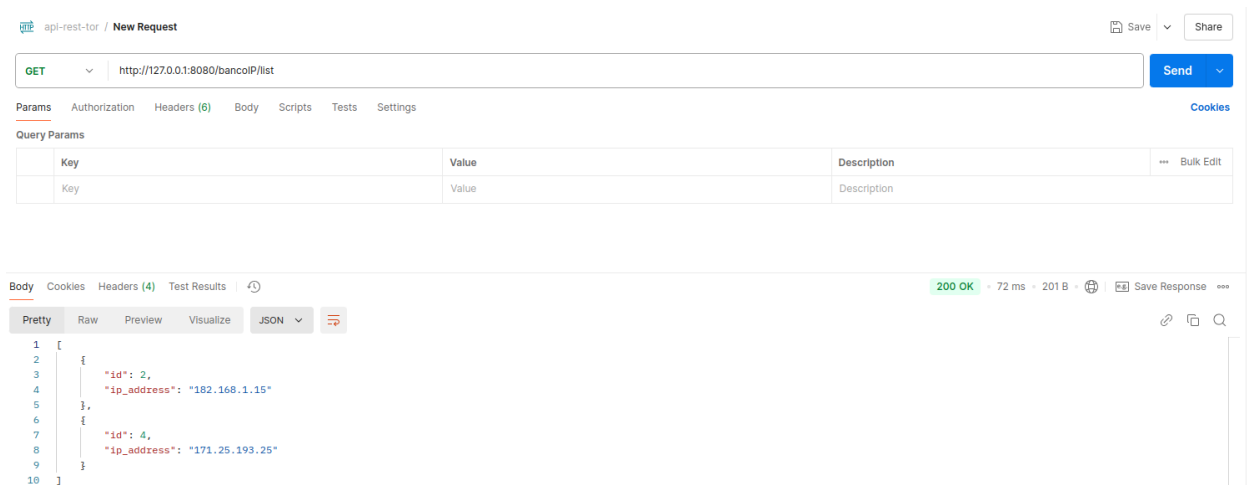 HTTP api-rest-tor / New Request Save Share
GET http://127.0.0.1:8080/bancoIP/list Send
Params Authorization Headers (6) Body Scripts Tests Settings Cookies
Query Params
Key Value Description ••• Bulk Edit
Key Value Description
Body Cookies Headers (4) Test Results 200 OK • 72 ms • 201 B • Save Response
Pretty Raw Preview Visualize JSON
1 [
2 {
3 "id": 2,
4 "ip_address": "182.168.1.15"
5 },
6 {
7 "id": 4,
8 "ip_address": "171.25.193.25"
9 }
10 ]